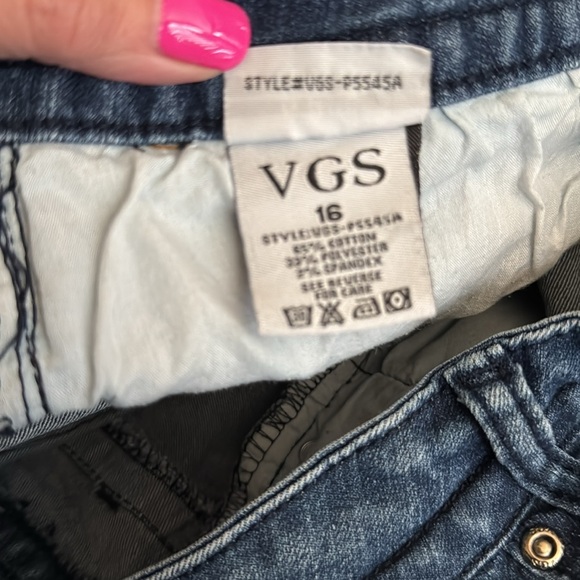 STYLE#VGS-P5545A
VGS
16
STYLE:VGS-P5545A
65% COTTON
33% POLYESTER
2% SPANDEX
SEE REVERSE
FOR CARE